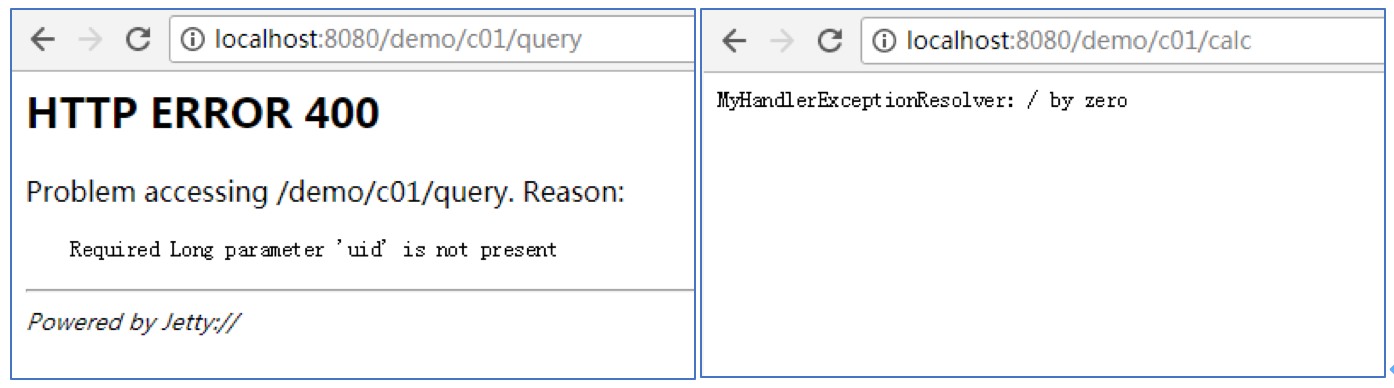 localhost:8080/demo/c01/query
HTTP ERROR 400
Problem accessing /demo/c01/query. Reason:
Required Long parameter 'uid' is not present
Powered by Jetty://
localhost:8080/demo/c01/calc
MyHandlerExceptionResolver: / by zero